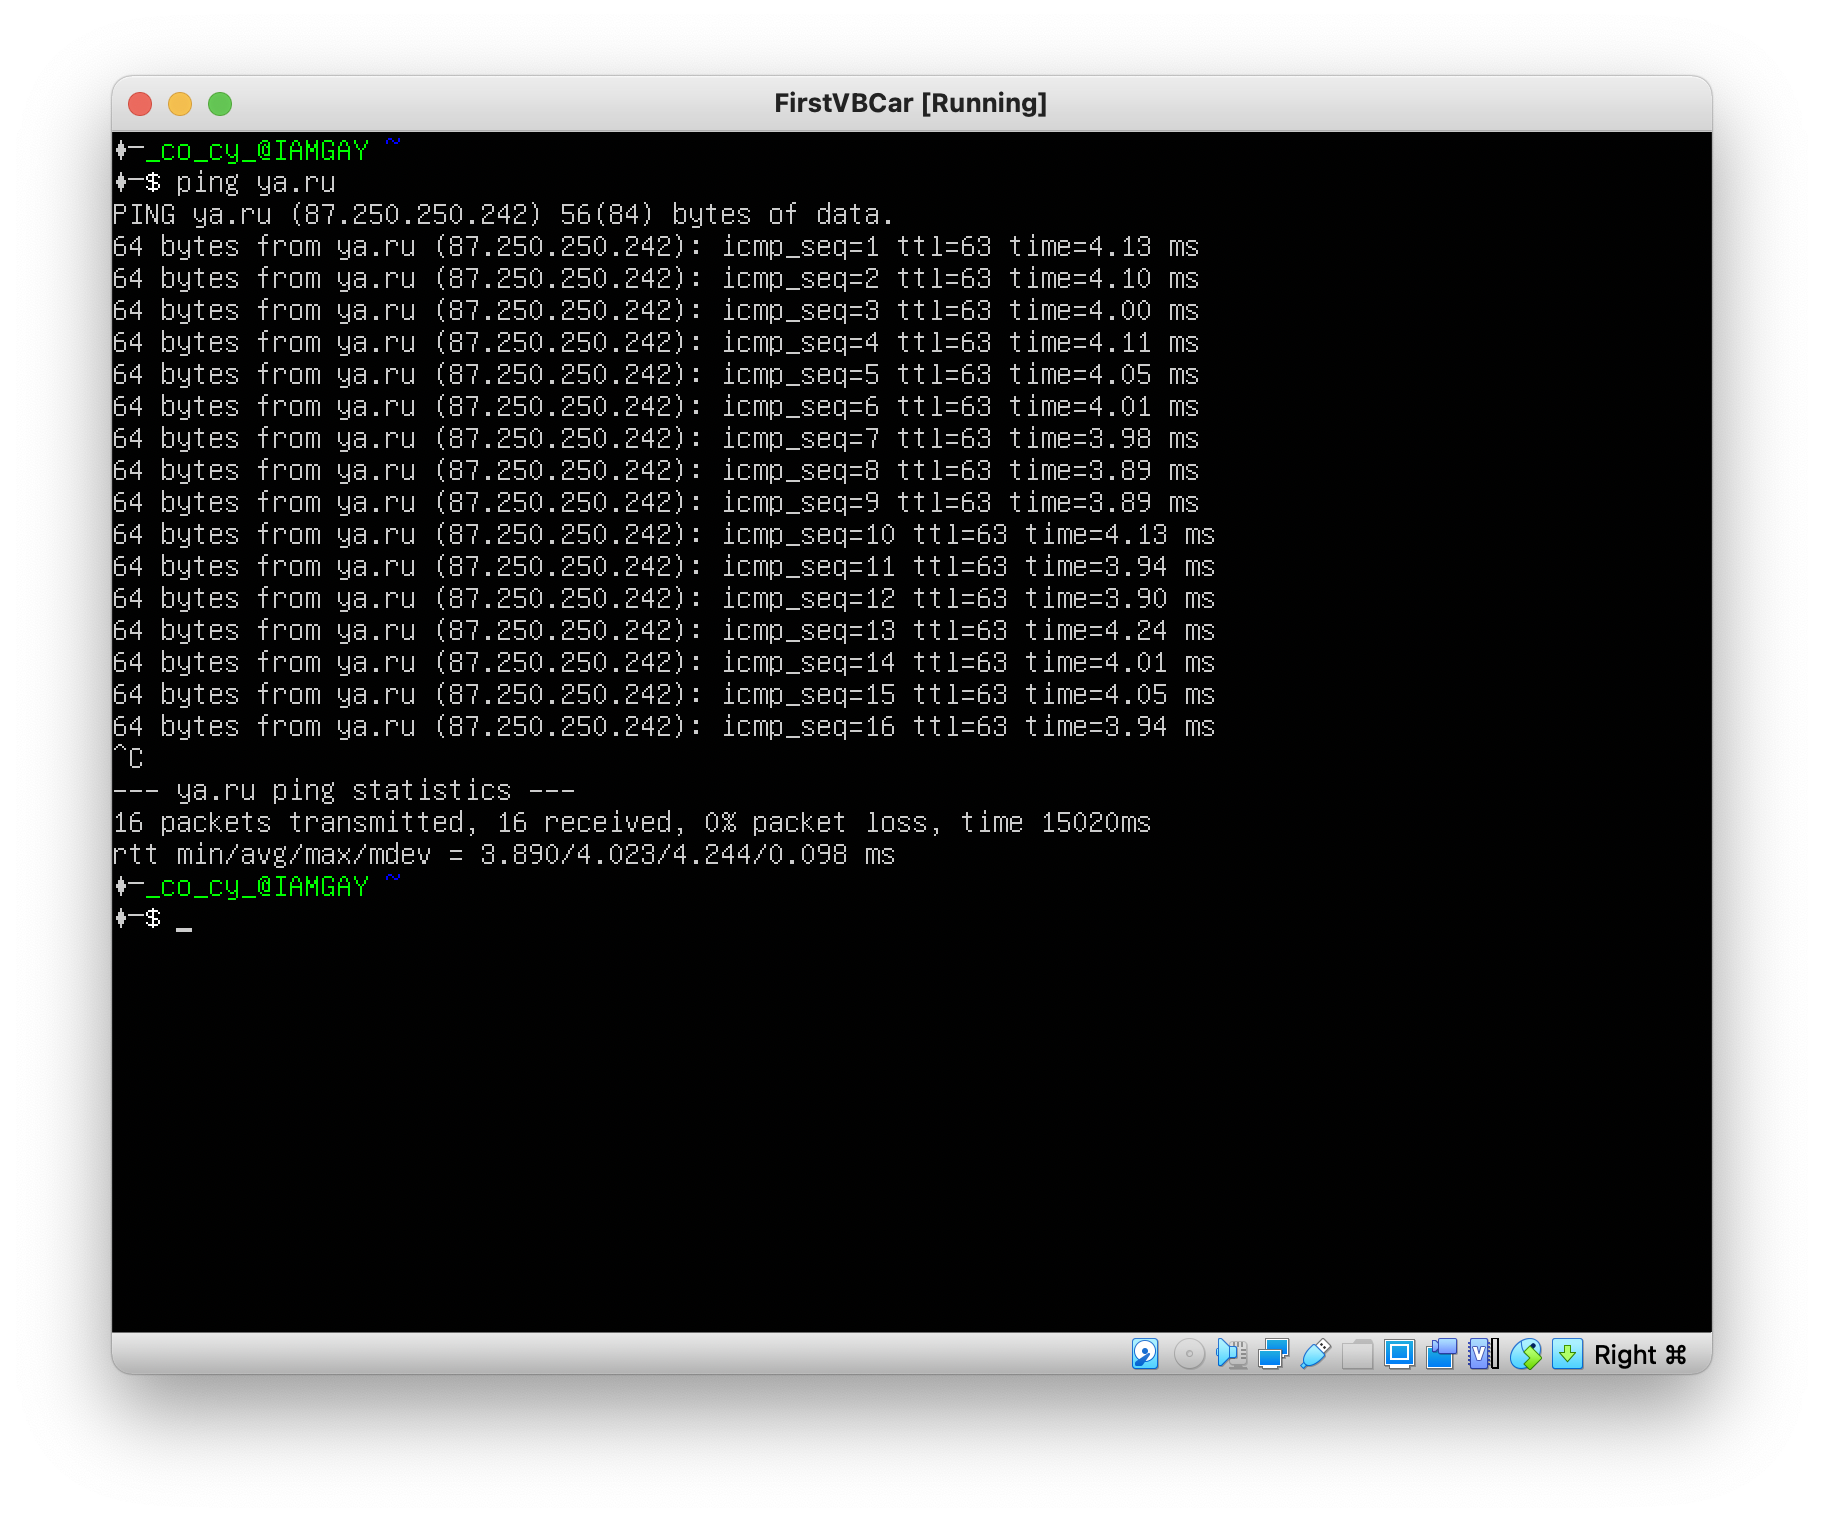 FirstVBCar [Running]
♦─_co_cy_@IAMGAY ~
♦─$ ping ya.ru
PING ya.ru (87.250.250.242) 56(84) bytes of data.
64 bytes from ya.ru (87.250.250.242): icmp_seq=1 ttl=63 time=4.13 ms
64 bytes from ya.ru (87.250.250.242): icmp_seq=2 ttl=63 time=4.10 ms
64 bytes from ya.ru (87.250.250.242): icmp_seq=3 ttl=63 time=4.00 ms
64 bytes from ya.ru (87.250.250.242): icmp_seq=4 ttl=63 time=4.11 ms
64 bytes from ya.ru (87.250.250.242): icmp_seq=5 ttl=63 time=4.05 ms
64 bytes from ya.ru (87.250.250.242): icmp_seq=6 ttl=63 time=4.01 ms
64 bytes from ya.ru (87.250.250.242): icmp_seq=7 ttl=63 time=3.98 ms
64 bytes from ya.ru (87.250.250.242): icmp_seq=8 ttl=63 time=3.89 ms
64 bytes from ya.ru (87.250.250.242): icmp_seq=9 ttl=63 time=3.89 ms
64 bytes from ya.ru (87.250.250.242): icmp_seq=10 ttl=63 time=4.13 ms
64 bytes from ya.ru (87.250.250.242): icmp_seq=11 ttl=63 time=3.94 ms
64 bytes from ya.ru (87.250.250.242): icmp_seq=12 ttl=63 time=3.90 ms
64 bytes from ya.ru (87.250.250.242): icmp_seq=13 ttl=63 time=4.24 ms
64 bytes from ya.ru (87.250.250.242): icmp_seq=14 ttl=63 time=4.01 ms
64 bytes from ya.ru (87.250.250.242): icmp_seq=15 ttl=63 time=4.05 ms
64 bytes from ya.ru (87.250.250.242): icmp_seq=16 ttl=63 time=3.94 ms
^C
--- ya.ru ping statistics ---
16 packets transmitted, 16 received, 0% packet loss, time 15020ms
rtt min/avg/max/mdev = 3.890/4.023/4.244/0.098 ms
♦─_co_cy_@IAMGAY ~
♦─$ _
Right ⌘